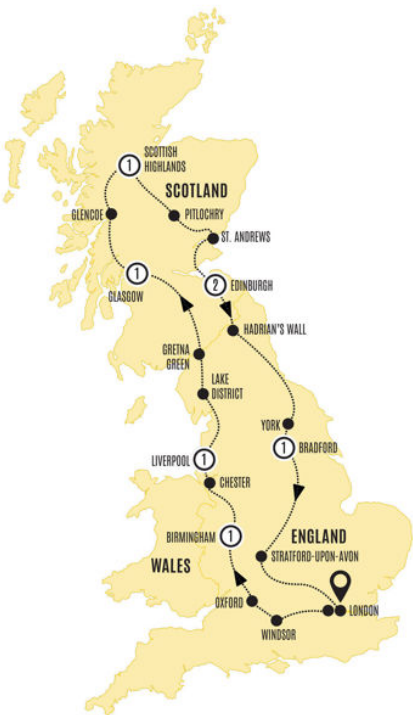 SCOTTISH
HIGHLANDS
1
SCOTLAND
GLENCOE
PITLOCHRY
ST. ANDREWS
1
GLASGOW
2
EDINBURGH
HADRIAN'S WALL
GRETNA
GREEN
LAKE
DISTRICT
YORK
LIVERPOOL
1
1
BRADFORD
CHESTER
BIRMINGHAM
1
ENGLAND
WALES
STRATFORD-UPON-AVON
OXFORD
LONDON
WINDSOR